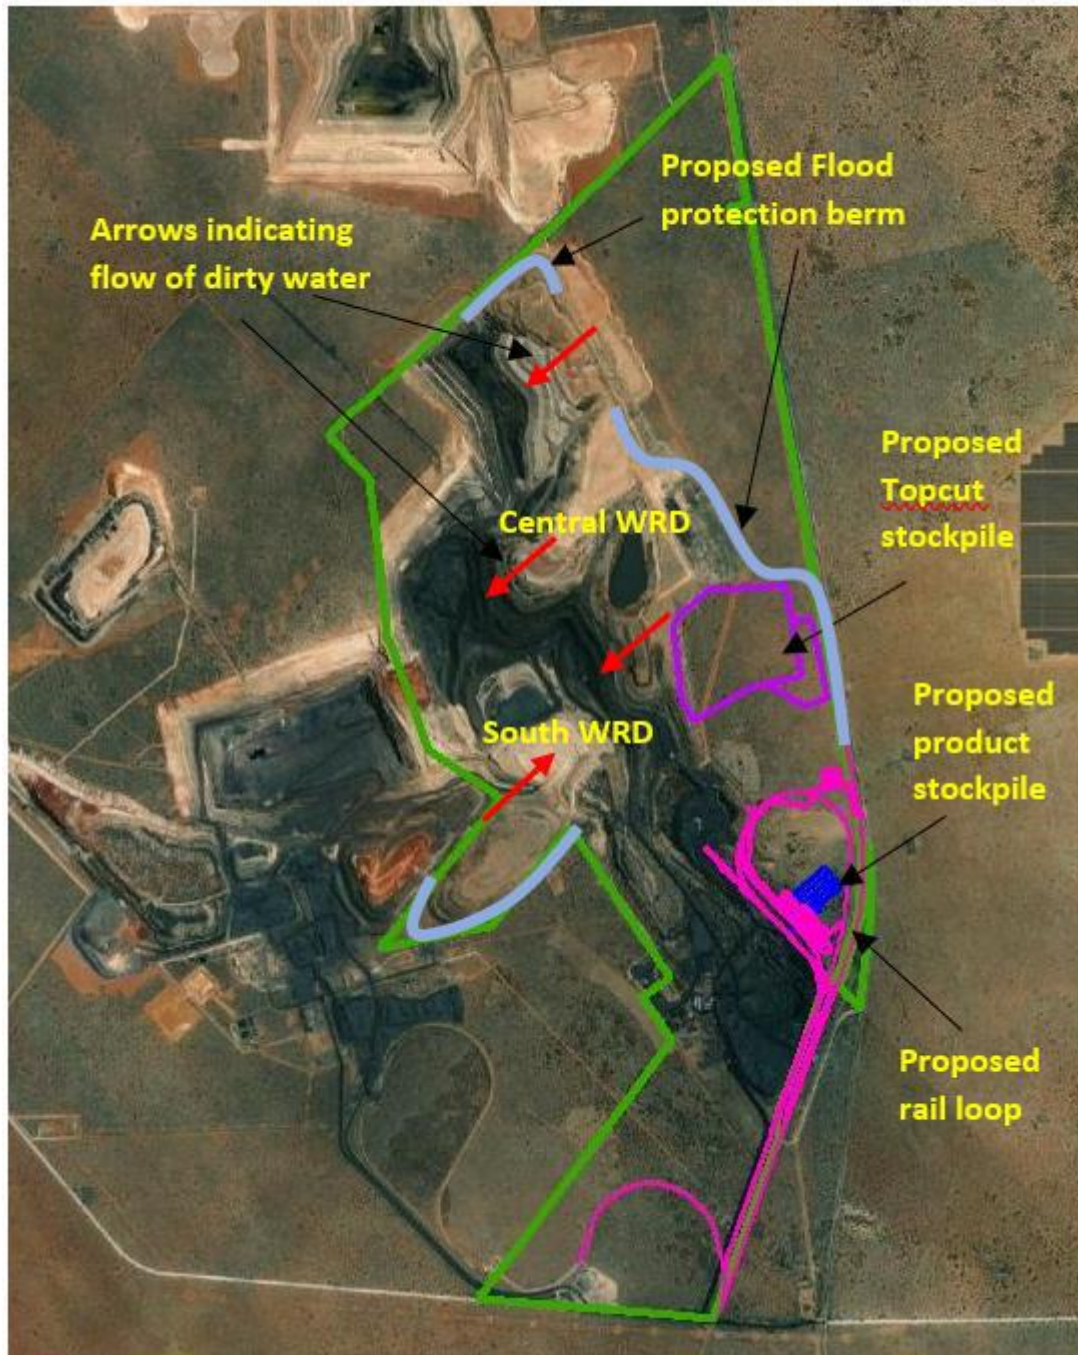 Proposed Flood
protection berm
Arrows indicating
flow of dirty water
Proposed
Topcut
stockpile
Central WRD
South WRD
Proposed
product
stockpile
Proposed
rail loop